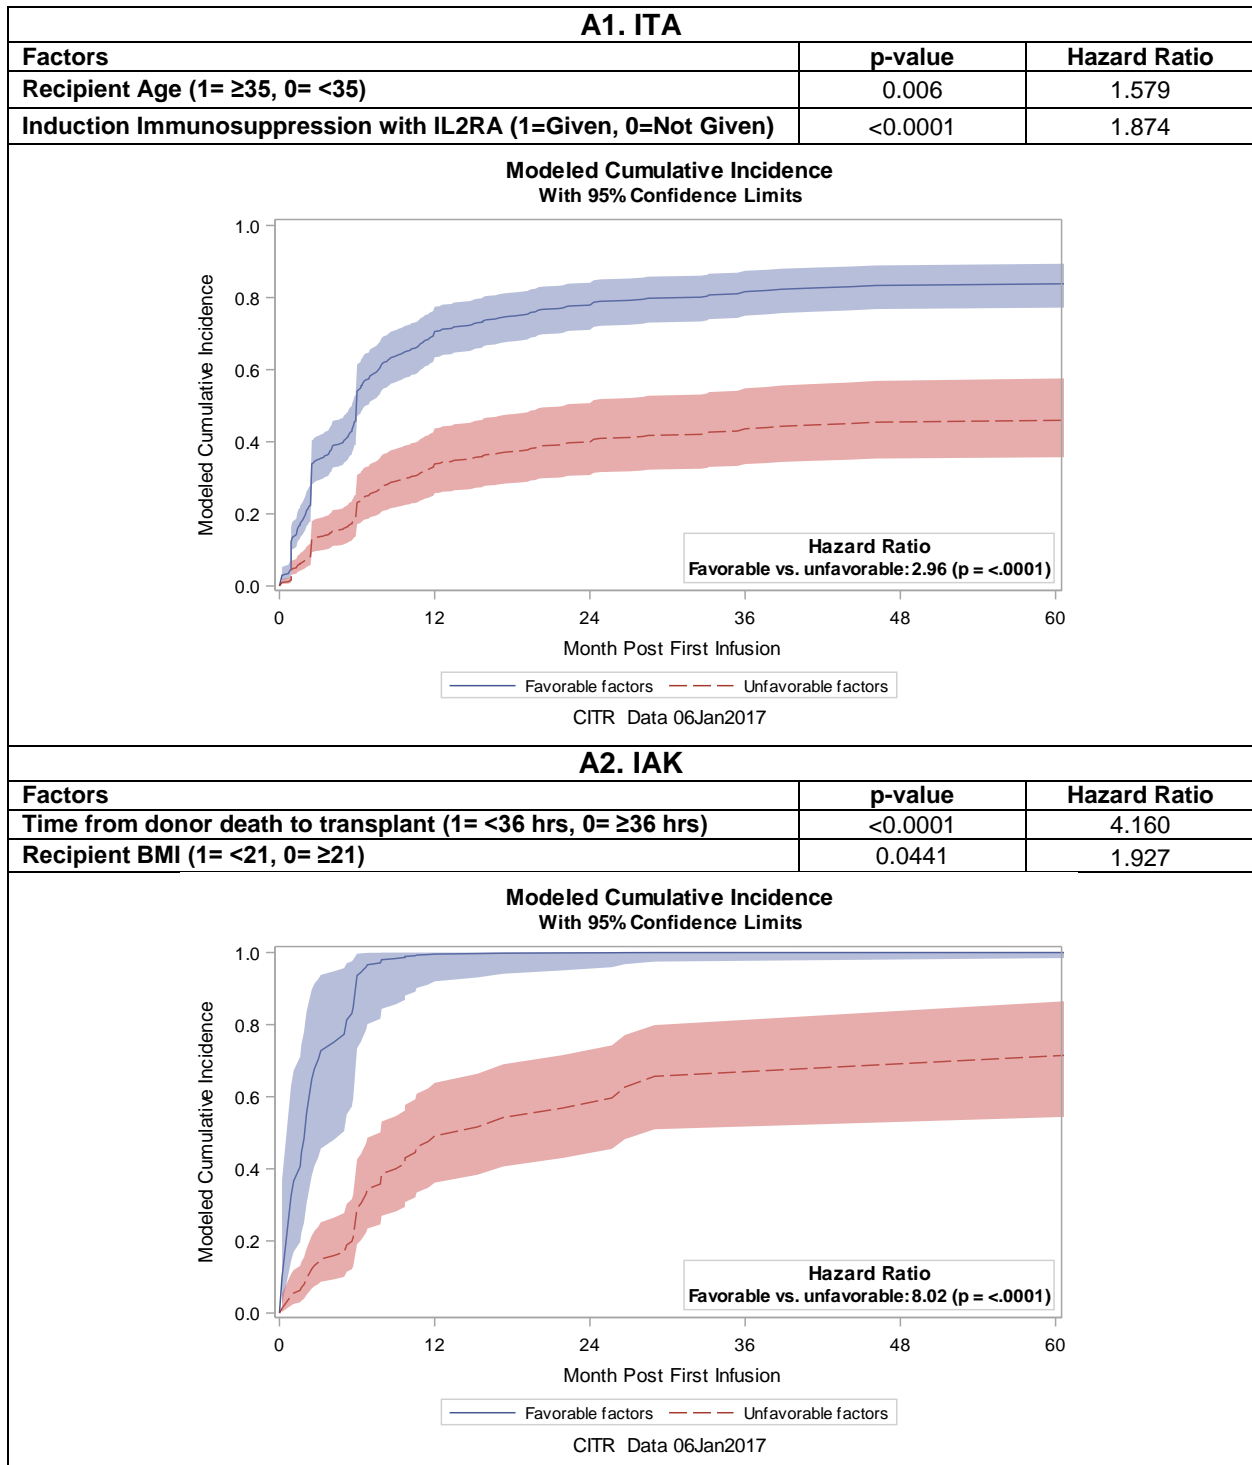 A1. ITA
Factors p-value Hazard Ratio
Recipient Age (1= ≥35, 0= <35) 0.006 1.579
Induction Immunosuppression with IL2RA (1=Given, 0=Not Given) <0.0001 1.874
Modeled Cumulative Incidence
With 95% Confidence Limits
Modeled Cumulative Incidence
1.0
0.8
0.6
0.4
0.2
0.0
Hazard Ratio
Favorable vs. unfavorable: 2.96 (p = <.0001)
0 12 24 36 48 60
Month Post First Infusion
Favorable factors Unfavorable factors
CITR Data 06Jan2017
A2. IAK
Factors p-value Hazard Ratio
Time from donor death to transplant (1= <36 hrs, 0= ≥36 hrs) <0.0001 4.160
Recipient BMI (1= <21, 0= ≥21) 0.0441 1.927
Modeled Cumulative Incidence
With 95% Confidence Limits
Modeled Cumulative Incidence
1.0
0.8
0.6
0.4
0.2
0.0
Hazard Ratio
Favorable vs. unfavorable: 8.02 (p = <.0001)
0 12 24 36 48 60
Month Post First Infusion
Favorable factors Unfavorable factors
CITR Data 06Jan2017